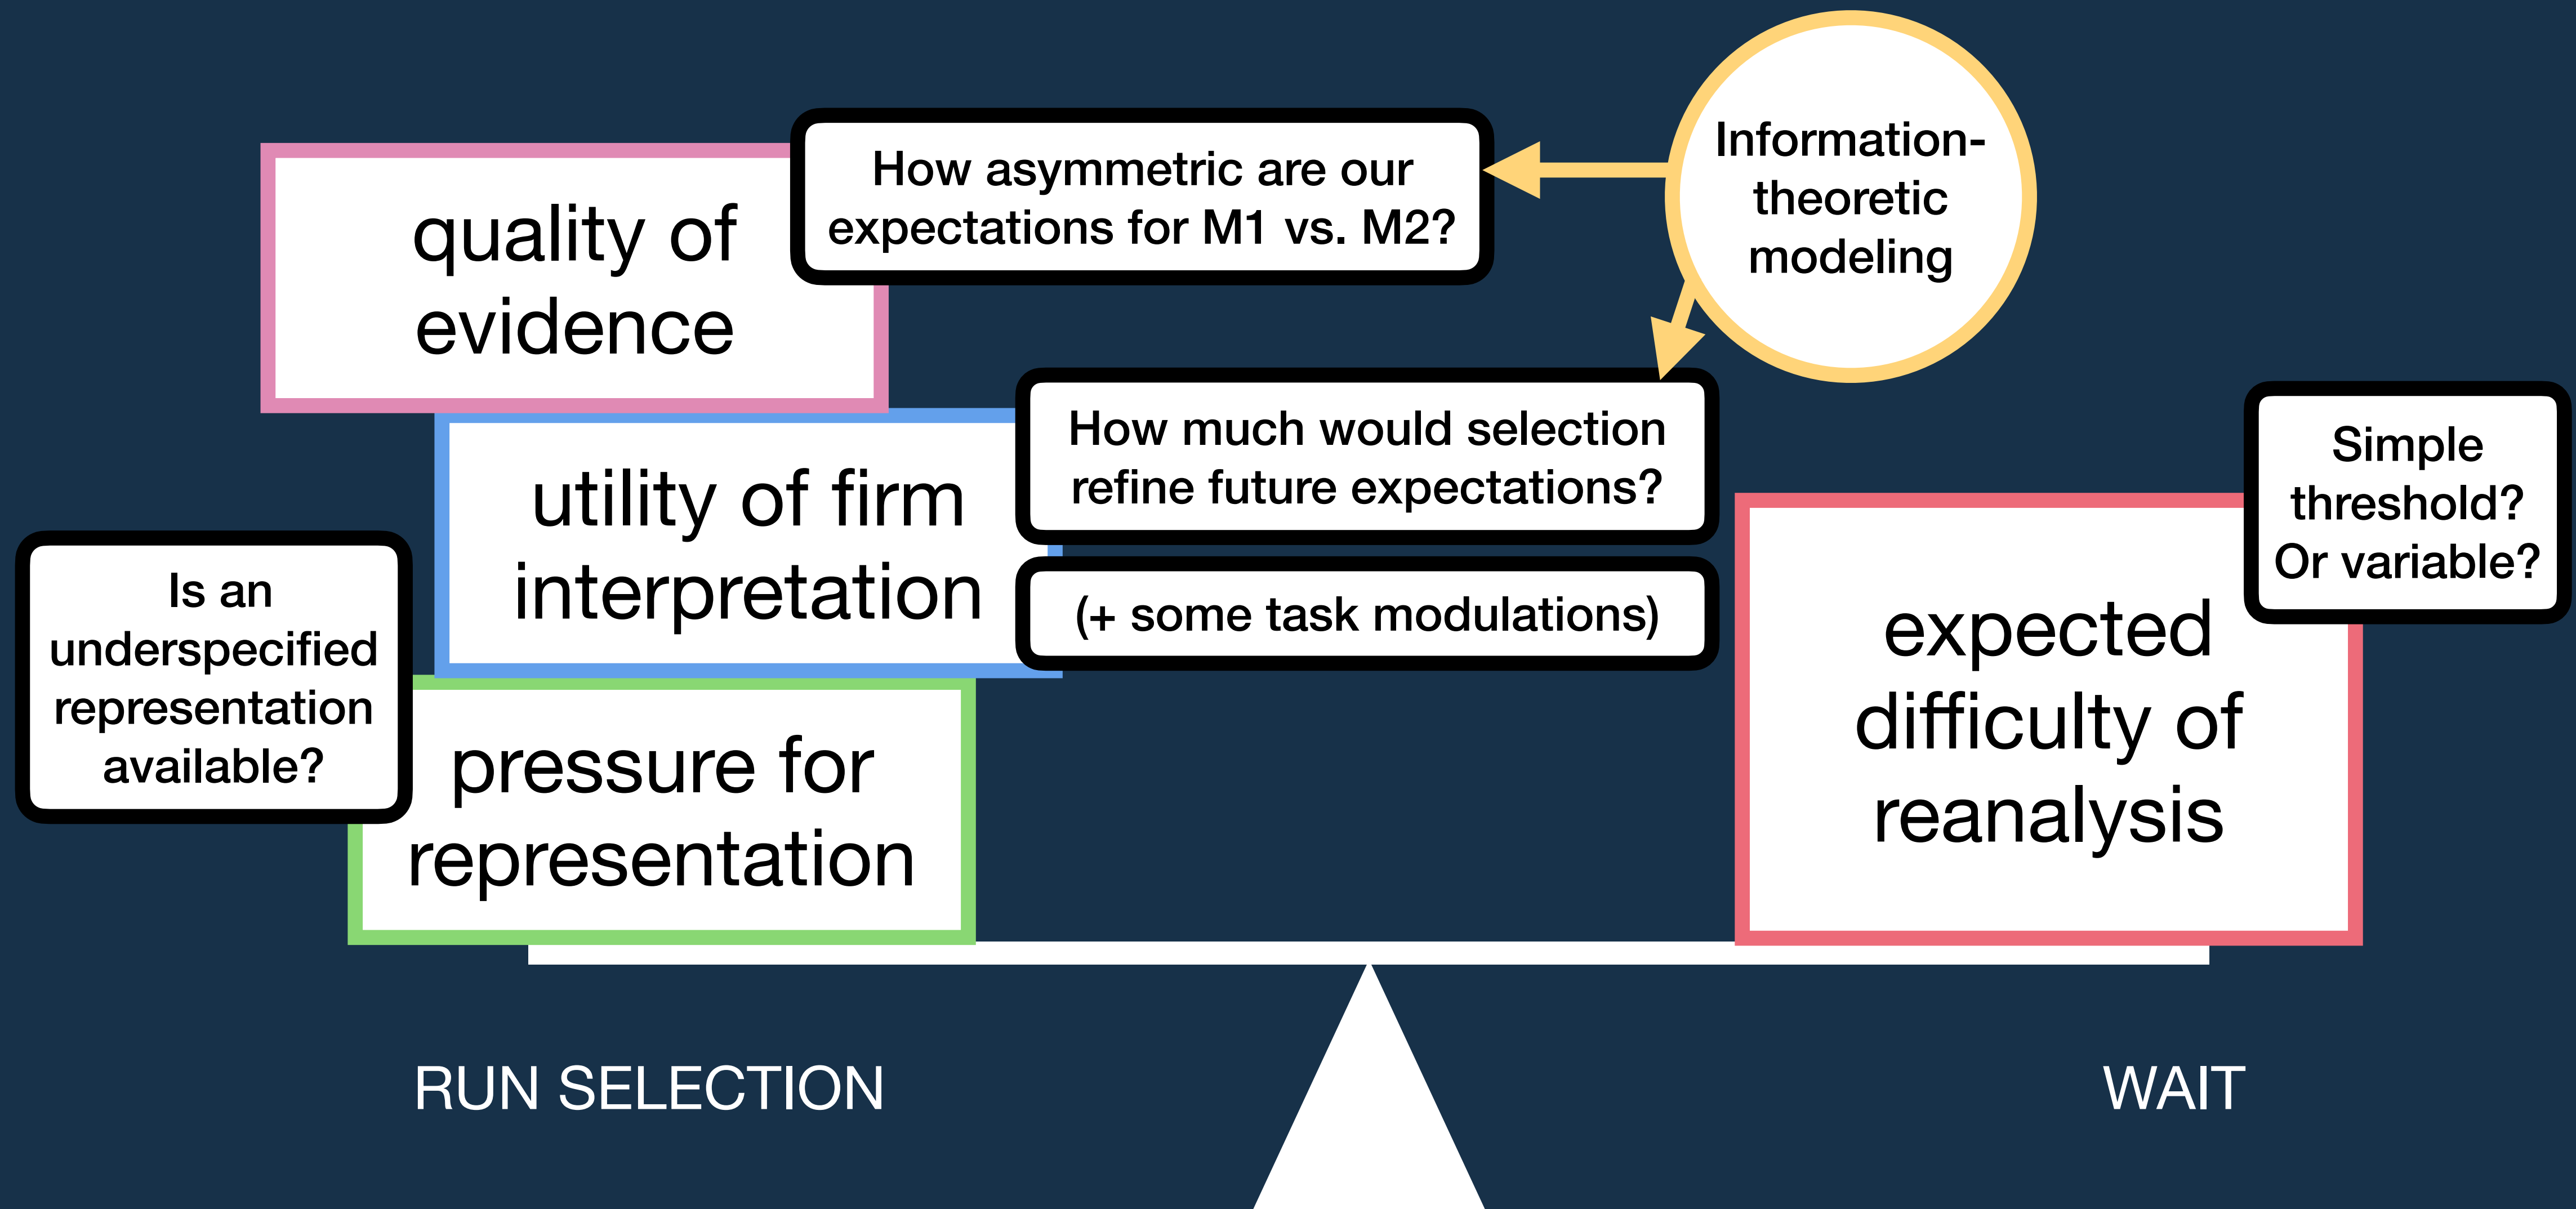 quality of
evidence
How asymmetric are our
expectations for M1 vs. M2?
Information-
theoretic
modeling
utility of firm
interpretation
How much would selection
refine future expectations?
(+ some task modulations)
Is an
underspecified
representation
available?
pressure for
representation
Simple
threshold?
Or variable?
expected
difficulty of
reanalysis
RUN SELECTION
WAIT